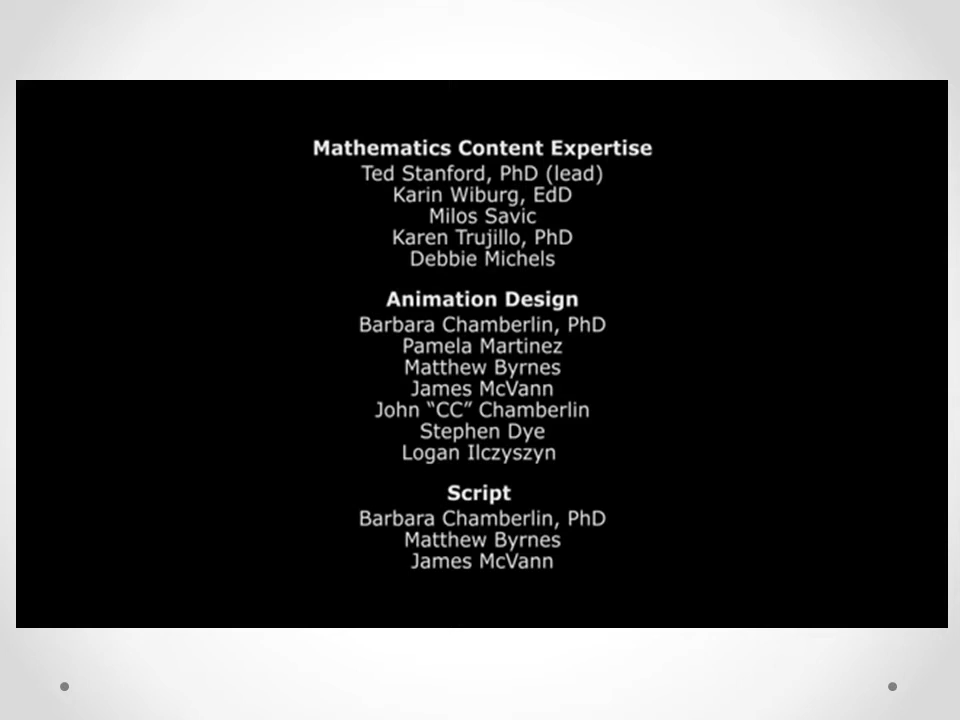 Mathematics Content Expertise
Ted Stanford, PhD (lead)
Karin Wiburg, EdD
Milos Savic
Karen Trujillo, PhD
Debbie Michels
Animation Design
Barbara Chamberlin, PhD
Pamela Martinez
Matthew Byrnes
James McVann
John “CC” Chamberlin
Stephen Dye
Logan Ilczyszyn
Script
Barbara Chamberlin, PhD
Matthew Byrnes
James McVann